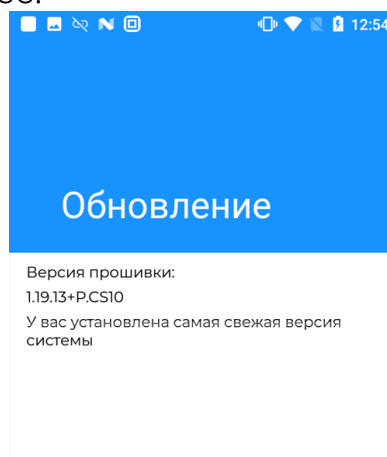 12:54
Обновление
Версия прошивки:
1.19.13+P.CS10
У вас установлена самая свежая версия
системы